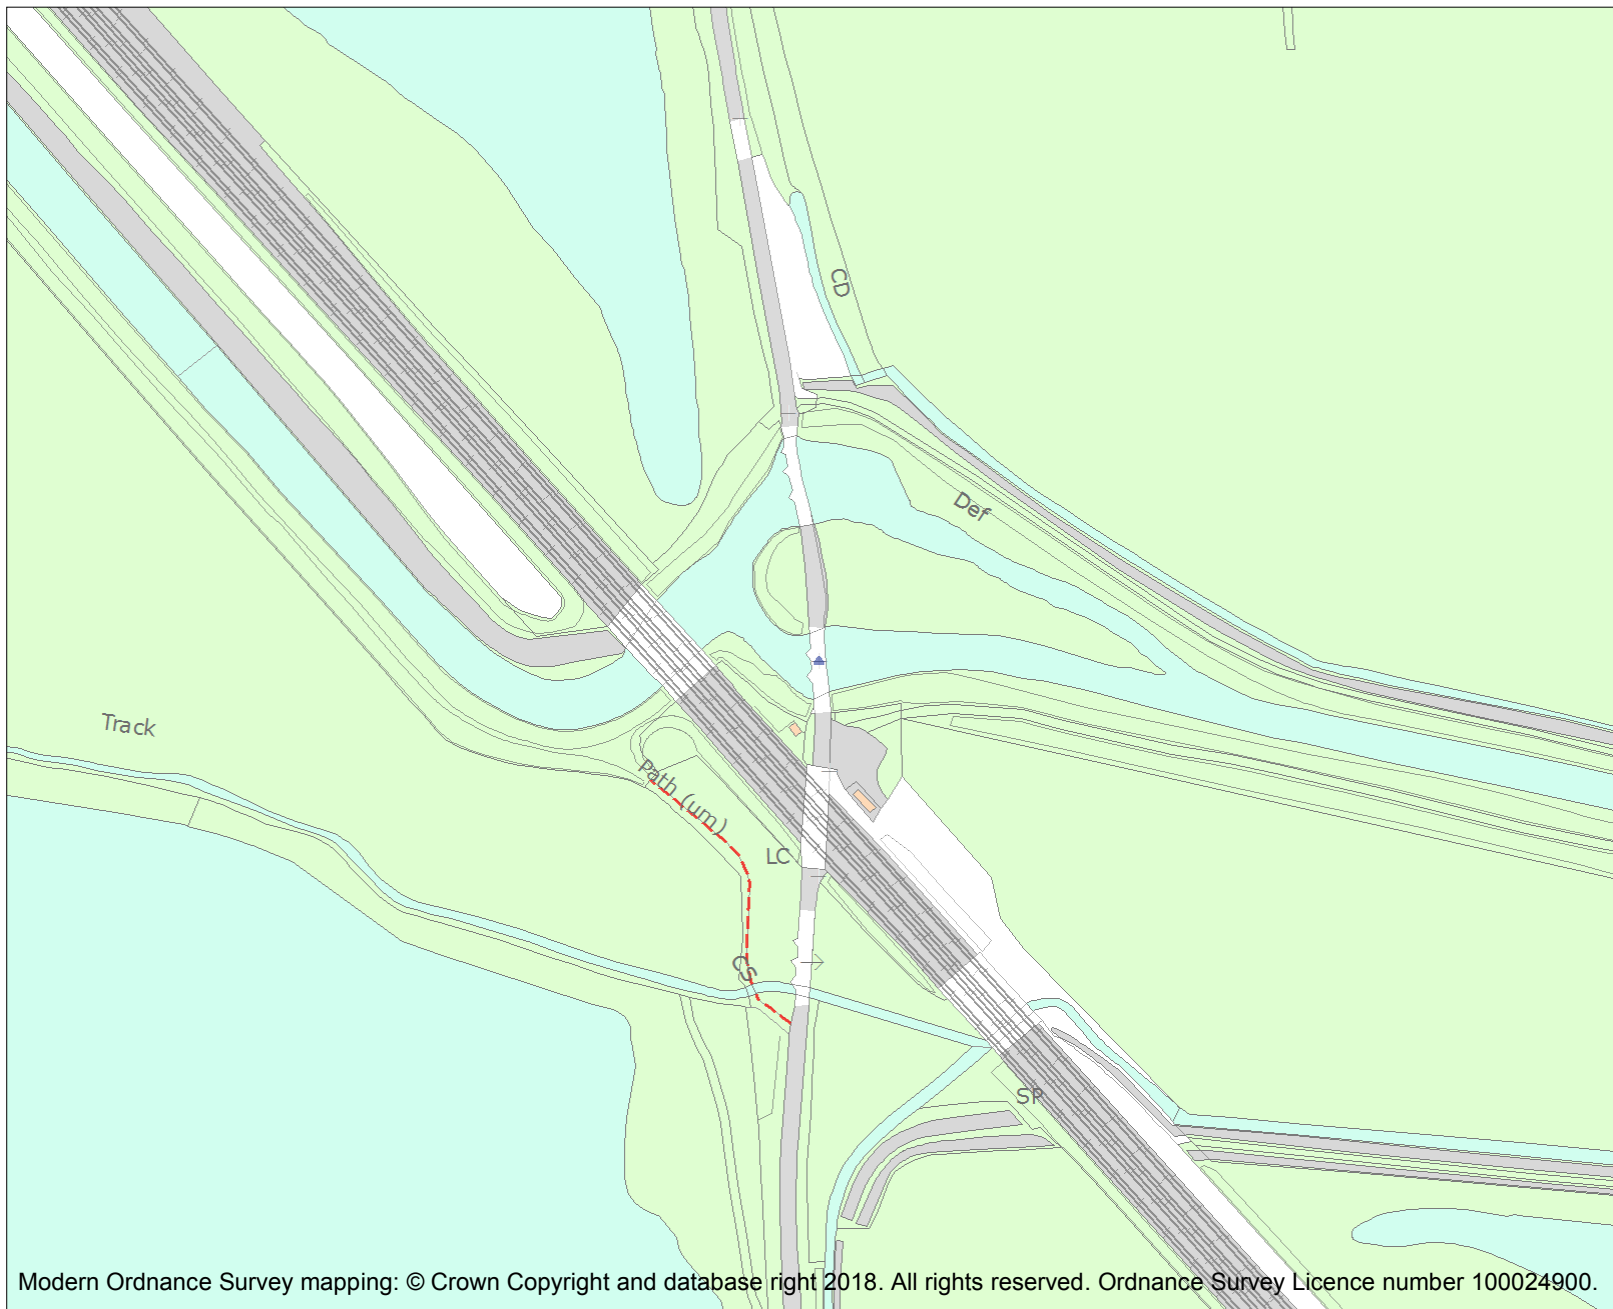 CD
Def
Track
Path (um)
LC
CS
SP
Modern Ordnance Survey mapping: © Crown Copyright and database right 2018. All rights reserved. Ordnance Survey Licence number 100024900.